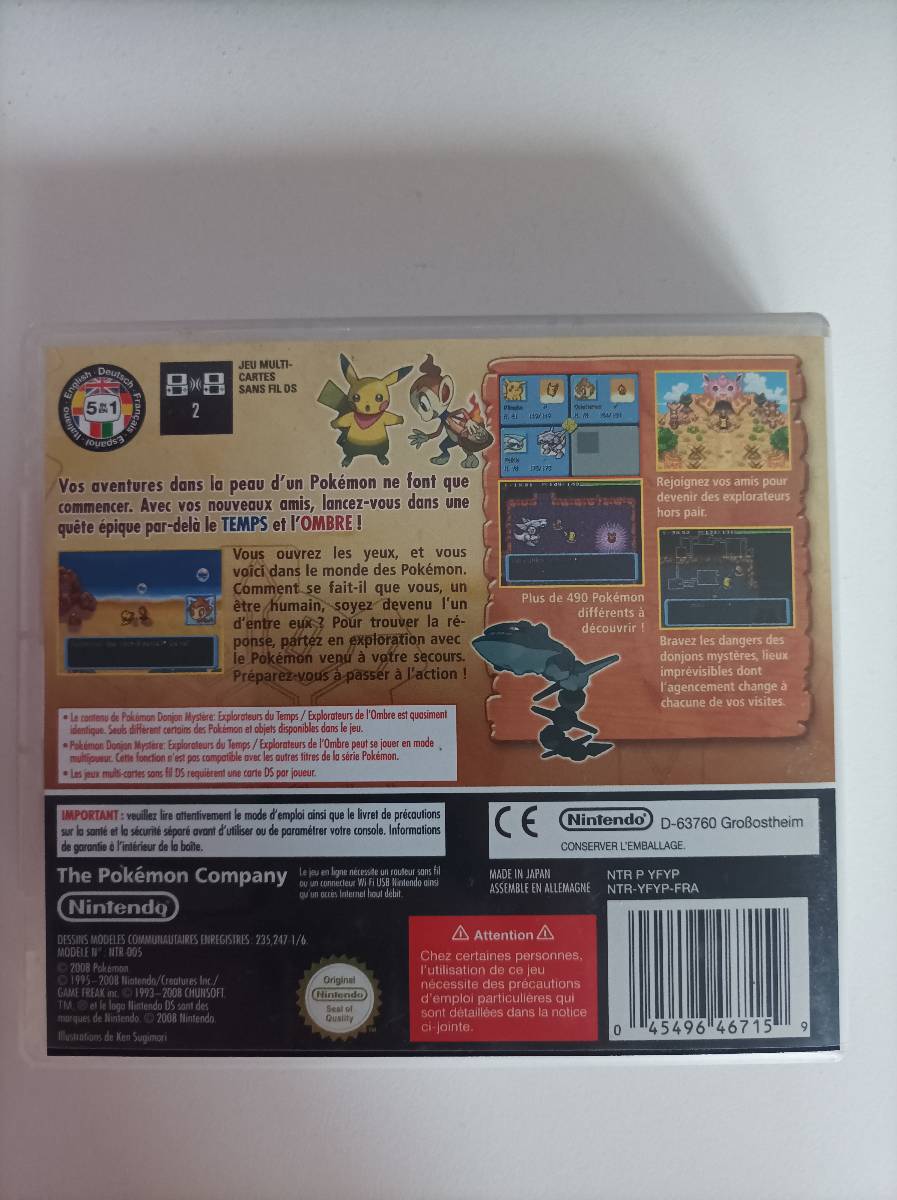 English · Deutsch · Français · Español · Italiano
5 IN EN 1
2
JEU MULTI-
CARTES
SANS FIL DS
Vos aventures dans la peau d'un Pokémon ne font que
commencer. Avec vos nouveaux amis, lancez-vous dans une
quête épique par-delà le TEMPS et l'OMBRE !
Vous ouvrez les yeux, et vous
voici dans le monde des Pokémon.
Comment se fait-il que vous, un
être humain, soyez devenu l'un
d'entre eux ? Pour trouver la ré-
ponse, partez en exploration avec
le Pokémon venu à votre secours.
Préparez-vous à passer à l'action !
Rejoignez vos amis pour
devenir des explorateurs
hors pair.
Plus de 490 Pokémon
différents à
découvrir !
Bravez les dangers des
donjons mystères, lieux
imprévisibles dont
l'agencement change à
chacune de vos visites.
• Le contenu de Pokémon Donjon Mystère: Explorateurs du Temps / Explorateurs de l'Ombre est quasiment
identique. Seuls diffèrent certains des Pokémon et objets disponibles dans le jeu.
• Pokémon Donjon Mystère: Explorateurs du Temps / Explorateurs de l'Ombre peut se jouer en mode
multijoueur. Cette fonction n'est pas compatible avec les autres titres de la série Pokémon.
• Les jeux multi-cartes sans fil DS requièrent une carte DS par joueur.
IMPORTANT : veuillez lire attentivement le mode d'emploi ainsi que le livret de précautions
sur la santé et la sécurité séparé avant d'utiliser ou de paramétrer votre console. Informations
de garantie à l'intérieur de la boîte.
CE Nintendo® D-63760 Großostheim
CONSERVER L'EMBALLAGE.
The Pokémon Company
Nintendo
Le jeu en ligne nécessite un routeur sans fil
ou un connecteur Wi-Fi USB Nintendo ainsi
qu'un accès Internet haut débit.
MADE IN JAPAN
ASSEMBLE EN ALLEMAGNE
NTR P YFYP
NTR-YFYP-FRA
DESSINS MODELES COMMUNAUTAIRES ENREGISTRES : 235,247-1/6
MODELE N° : NTR-005
© 2008 Pokémon
© 1995–2008 Nintendo/Creatures Inc./
GAME FREAK inc. © 1993–2008 CHUNSOFT.
TM, ® et le logo Nintendo DS sont des
marques de Nintendo. © 2008 Nintendo.
Illustrations de Ken Sugimori
Original
Nintendo
Seal of
Quality
TM
Attention
Chez certaines personnes,
l'utilisation de ce jeu
nécessite des précautions
d'emploi particulières qui
sont détaillées dans la notice
ci-jointe.
0 45496 46715 9